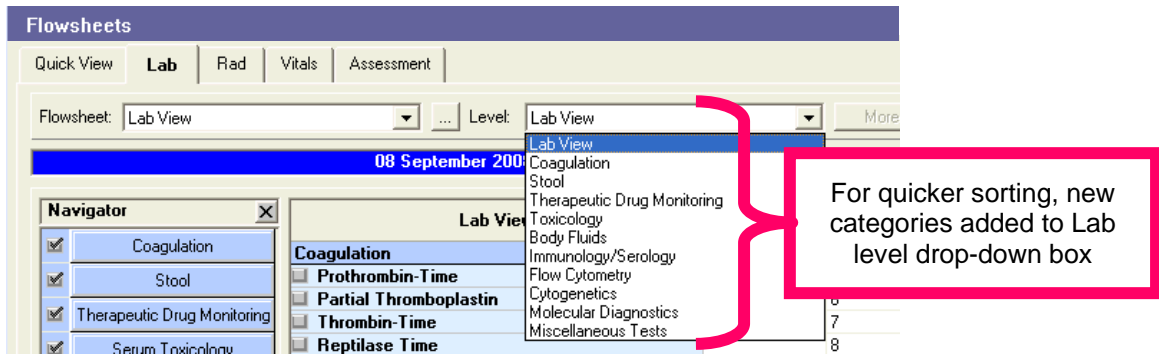 Flowsheets
Quick View Lab Rad Vitals Assessment
Flowsheet: Lab View ... Level: Lab View More
08 September 200
Lab View
Coagulation
Stool
Therapeutic Drug Monitoring
Toxicology
Body Fluids
Immunology/Serology
Flow Cytometry
Cytogenetics
Molecular Diagnostics
Miscellaneous Tests
For quicker sorting, new
categories added to Lab
level drop-down box
Navigator
Coagulation
Stool
Therapeutic Drug Monitoring
Serum Toxicology
Lab Vie
Coagulation
Prothrombin-Time
Partial Thromboplastin
Thrombin-Time
7
Reptilase Time
8